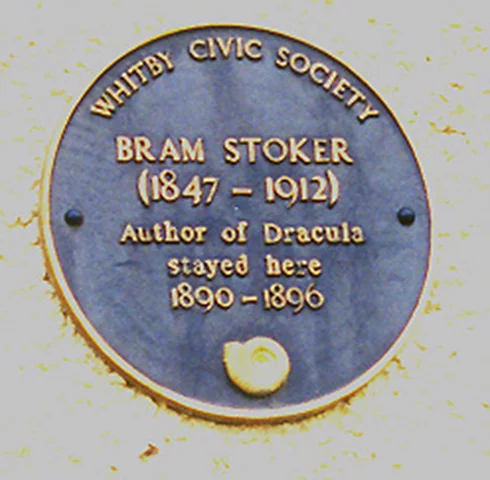 WHITBY CIVIC SOCIETY
BRAM STOKER
(1847 - 1912)
Author of Dracula
stayed here
1890 - 1896